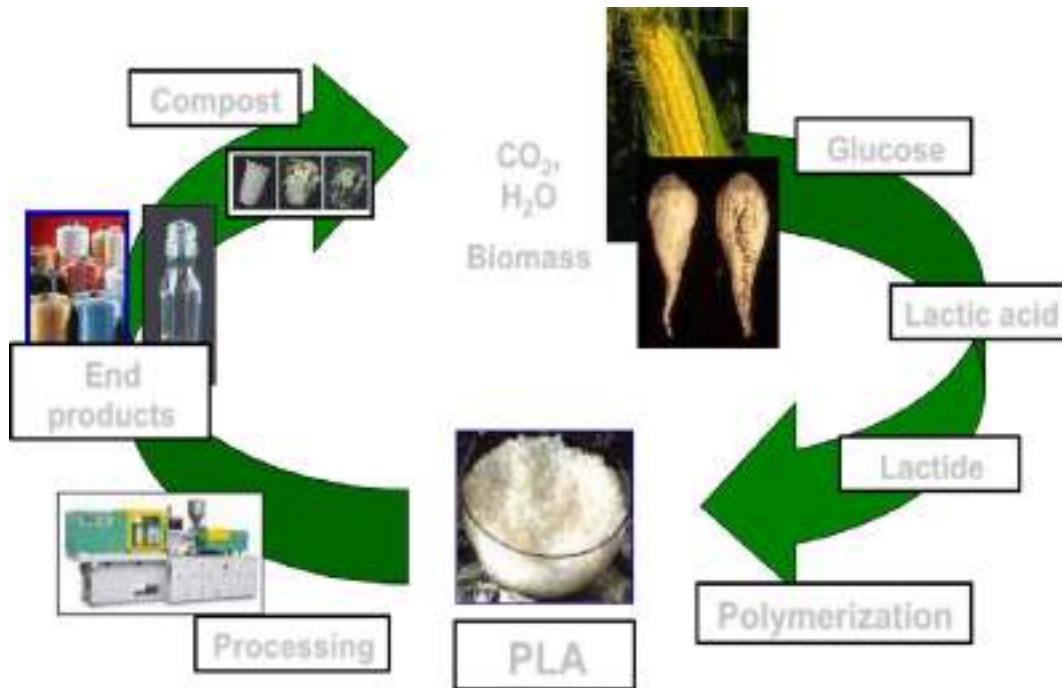 Compost
CO₂,
H₂O
Biomass
Glucose
Lactic acid
Lactide
Polymerization
PLA
Processing
End
products